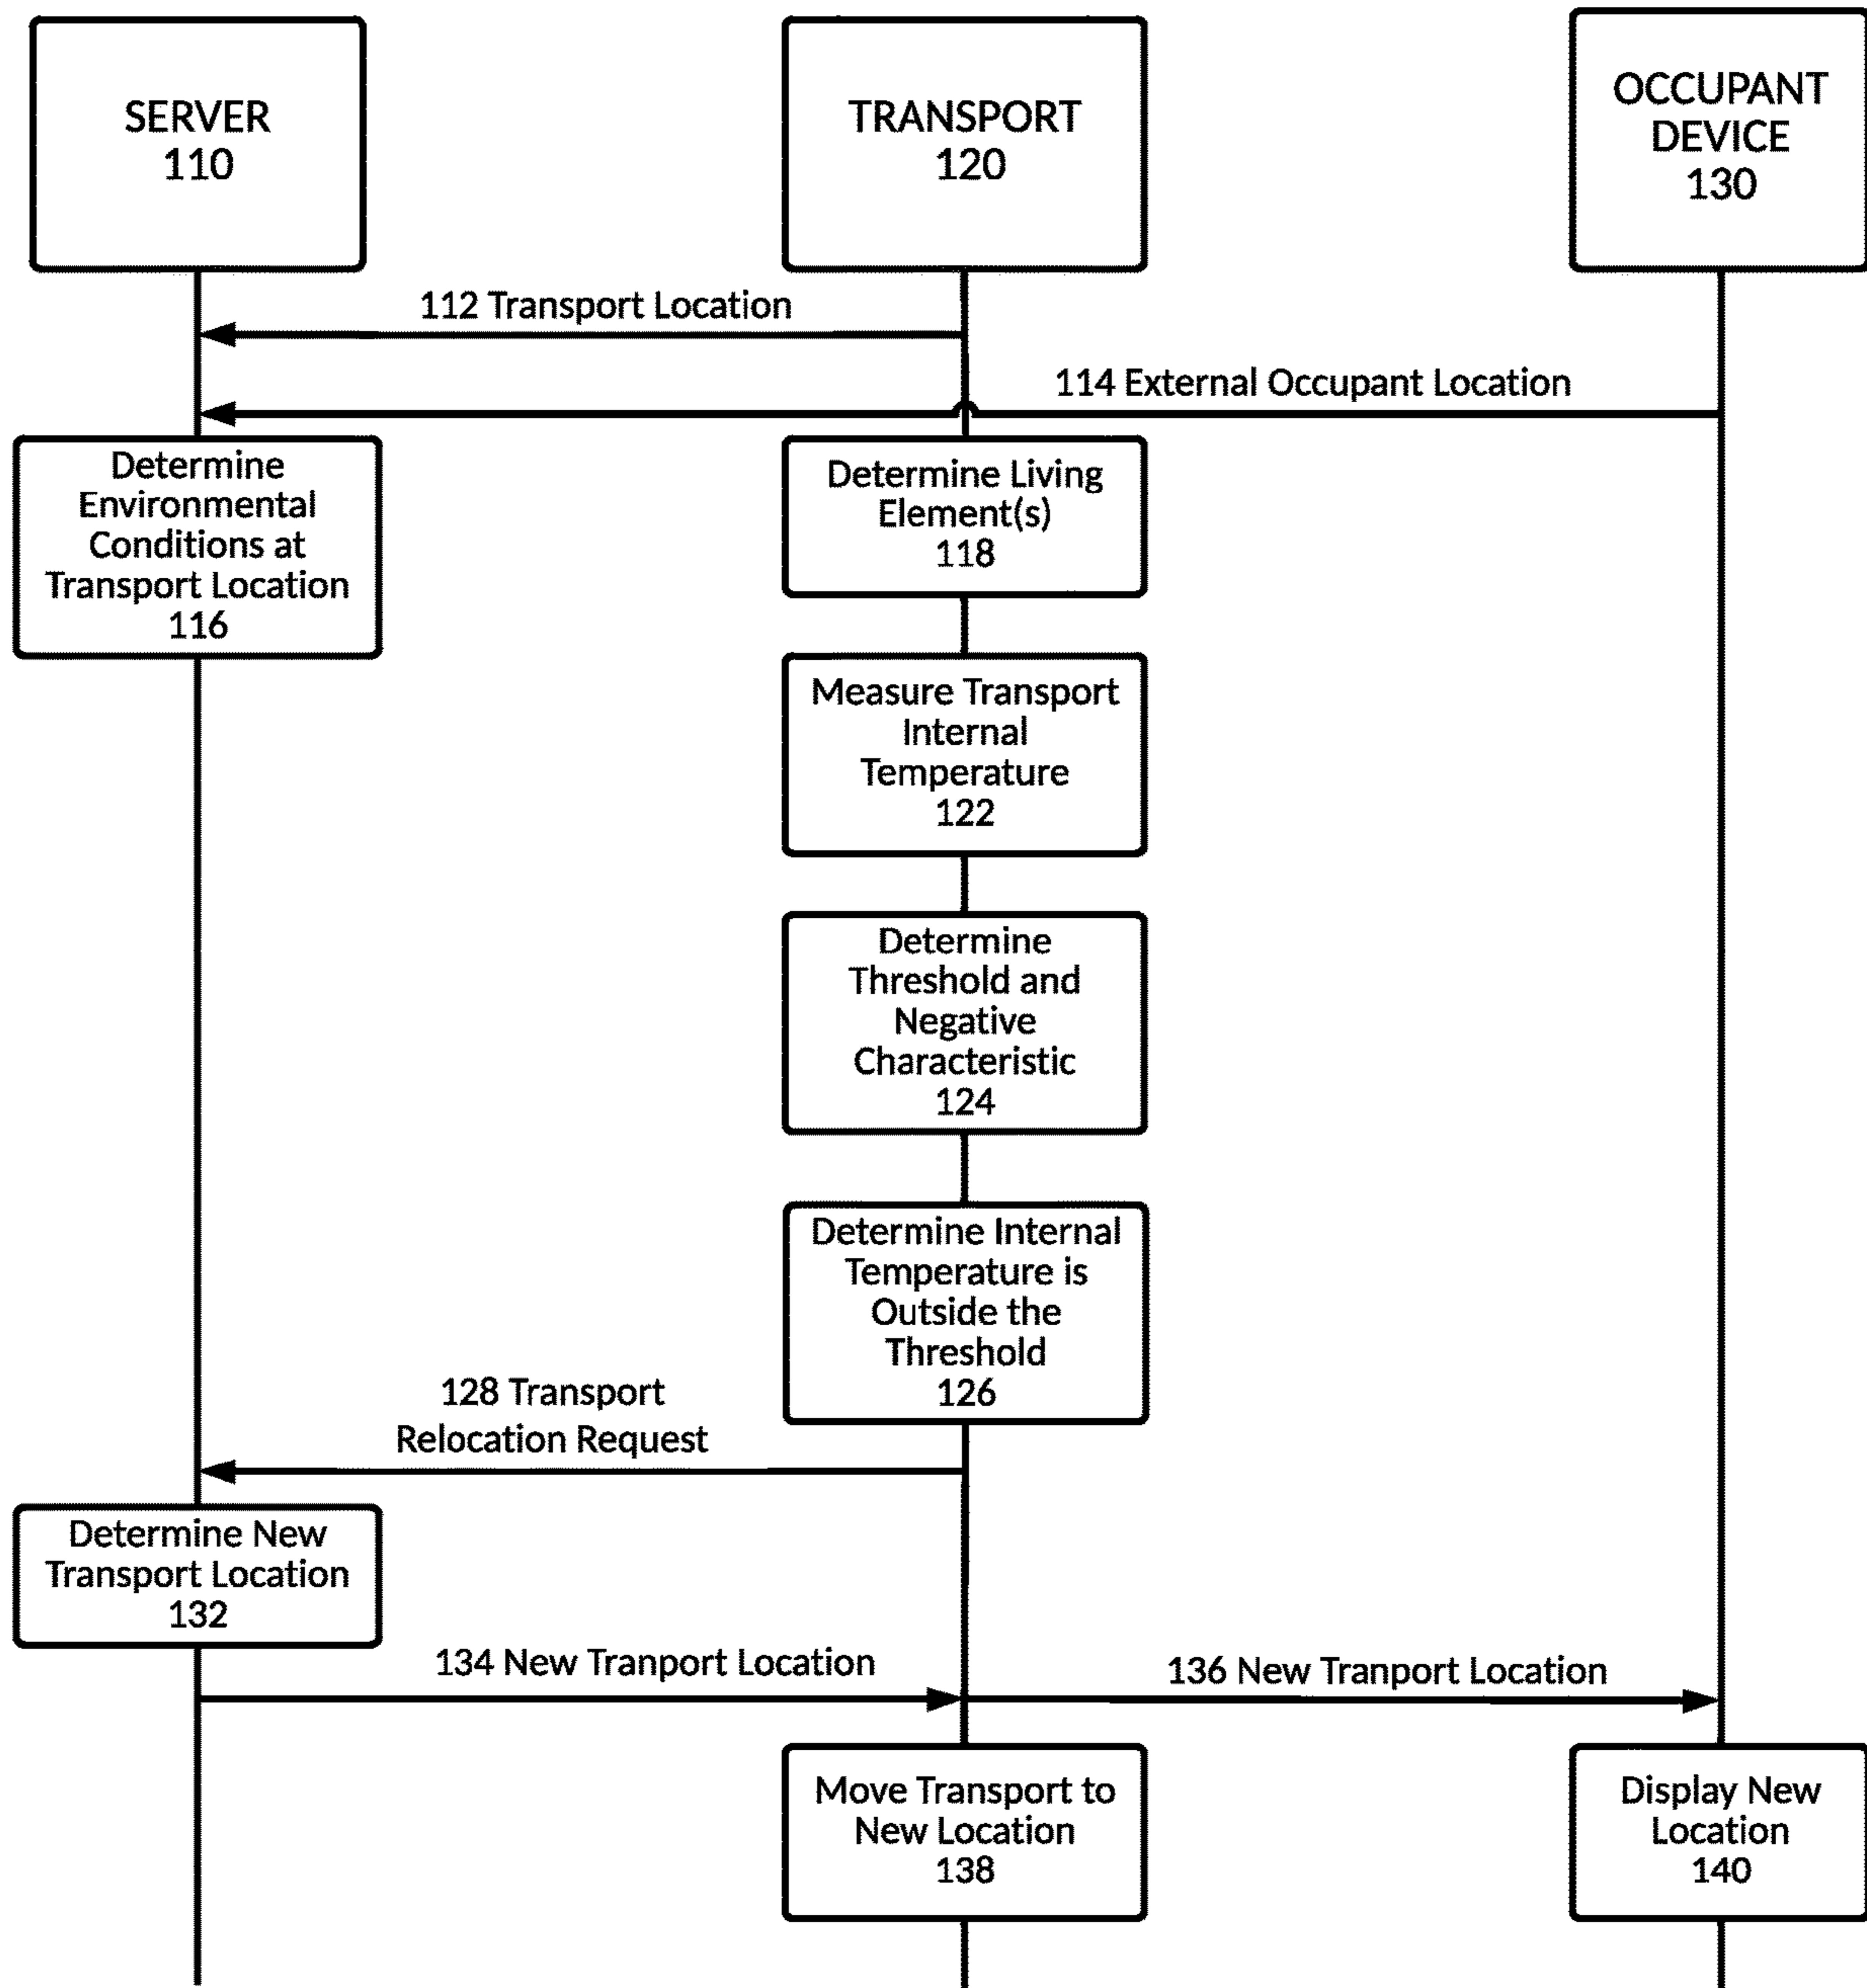 SERVER
110
TRANSPORT
120
OCCUPANT
DEVICE
130
112 Transport Location
114 External Occupant Location
Determine
Environmental
Conditions at
Transport Location
116
Determine Living
Element(s)
118
Measure Transport
Internal
Temperature
122
Determine
Threshold and
Negative
Characteristic
124
Determine Internal
Temperature is
Outside the
Threshold
126
128 Transport
Relocation Request
Determine New
Transport Location
132
134 New Tranport Location
136 New Tranport Location
Move Transport to
New Location
138
Display New
Location
140